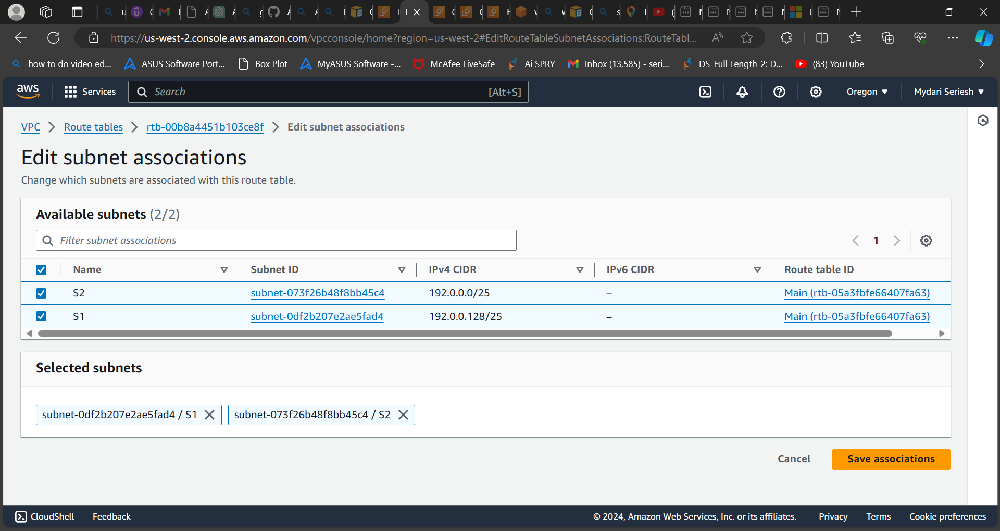 https://us-west-2.console.aws.amazon.com/vpcconsole/home?region=us-west-2#EditRouteTableSubnetAssociations:RouteTabl...
how to do video ed... ASUS Software Port... Box Plot MyASUS Software -... McAfee LiveSafe Ai SPRY Inbox (13,585) - seri... DS_Full Length_2: D... (83) YouTube
aws Services Search [Alt+S] Oregon Mydari Seriesh
VPC Route tables rtb-00b8a4451b103ce8f Edit subnet associations
Edit subnet associations
Change which subnets are associated with this route table.
Available subnets (2/2)
Filter subnet associations
1
Name Subnet ID IPv4 CIDR IPv6 CIDR Route table ID
S2 subnet-073f26b48f8bb45c4 192.0.0.0/25 – Main (rtb-05a3fbfe66407fa63)
S1 subnet-0df2b207e2ae5fad4 192.0.0.128/25 – Main (rtb-05a3fbfe66407fa63)
Selected subnets
subnet-0df2b207e2ae5fad4 / S1 subnet-073f26b48f8bb45c4 / S2
Cancel Save associations
CloudShell Feedback © 2024, Amazon Web Services, Inc. or its affiliates. Privacy Terms Cookie preferences